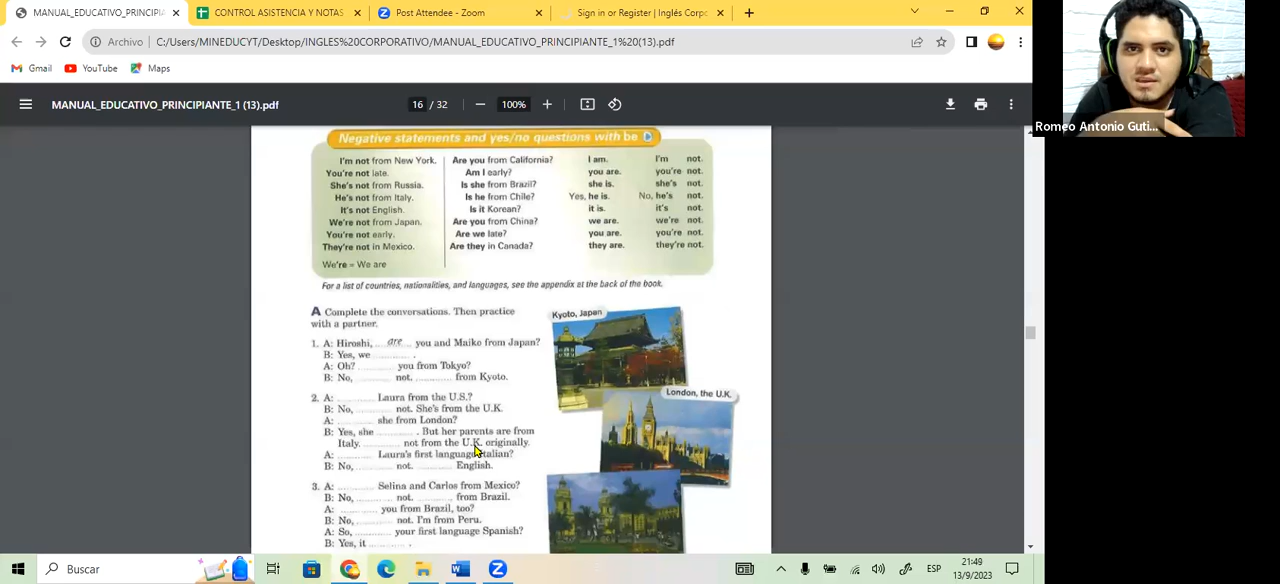 MANUAL_EDUCATIVO_PRINCIPIA
CONTROL ASISTENCIA Y NOTAS
Post Attendee - Zoom
Sign in or Register | Inglés Corpo
Archivo
C:/Users/MINEDUCYT/Desktop/INGLES%20CORPORATIVO/MANUAL_EDUCATIVO_PRINCIPIANTE_1%20(13).pdf
Gmail
YouTube
Maps
Romeo Antonio Guti...
MANUAL_EDUCATIVO_PRINCIPIANTE_1 (13).pdf
16 / 32
100%
Negative statements and yes/no questions with be
I'm not from New York. Are you from California? I am. I'm not.
You're not late. Am I early? you are. you're not.
She's not from Russia. Is she from Brazil? she is. she's not.
He's not from Italy. Is he from Chile? Yes, he is. No, he's not.
It's not English. Is it Korean? it is. it's not.
We're not from Japan. Are you from China? we are. we're not.
You're not early. Are we late? you are. you're not.
They're not in Mexico. Are they in Canada? they are. they're not.
We're = We are
For a list of countries, nationalities, and languages, see the appendix at the back of the book.
A Complete the conversations. Then practice
with a partner.
1. A: Hiroshi, are you and Maiko from Japan?
B: Yes, we ........ .
A: Oh? ........ you from Tokyo?
B: No, ........ not. ........ from Kyoto.
2. A: ........ Laura from the U.S.?
B: No, ........ not. She's from the U.K.
A: ........ she from London?
B: Yes, she ........ . But her parents are from
Italy. ........ not from the U.K. originally.
A: ........ Laura's first language Italian?
B: No, ........ not. ........ English.
3. A: ........ Selina and Carlos from Mexico?
B: No, ........ not. ........ from Brazil.
A: ........ you from Brazil, too?
B: No, ........ not. I'm from Peru.
A: So, ........ your first language Spanish?
B: Yes, it ........ .
Kyoto, Japan
London, the U.K.
Buscar
ESP
21:49
13/9/2023